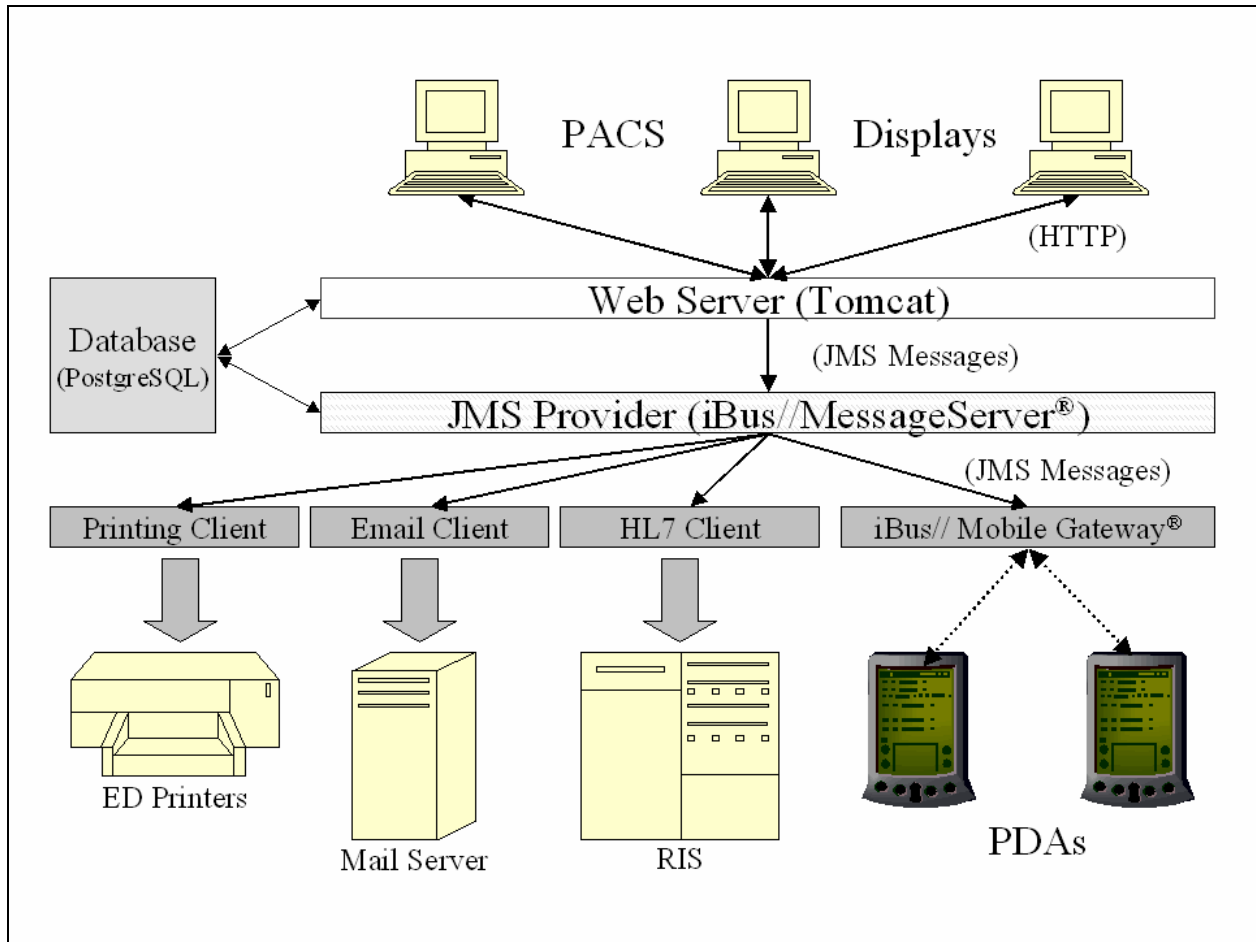 PACS Displays
(HTTP)
Web Server (Tomcat)
Database
(PostgreSQL)
(JMS Messages)
JMS Provider (iBus//MessageServer®)
(JMS Messages)
Printing Client
Email Client
HL7 Client
iBus// Mobile Gateway®
ED Printers
Mail Server
RIS
PDAs